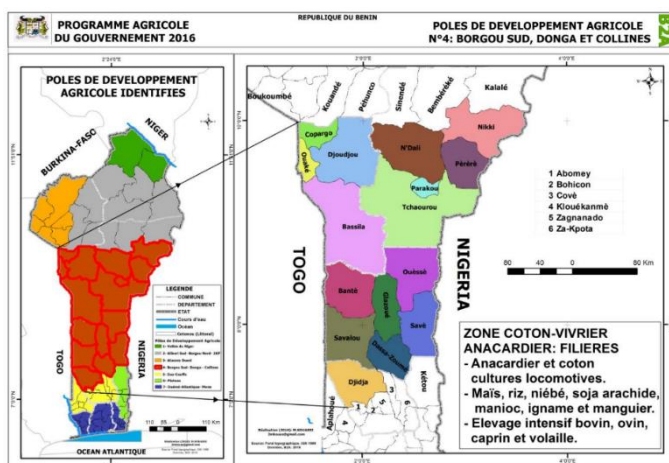 REPUBLIQUE DU BENIN
PROGRAMME AGRICOLE
DU GOUVERNEMENT 2016
POLES DE DEVELOPPEMENT AGRICOLE
N°4: BORGOU SUD, DONGA ET COLLINES
B2A
POLES DE DEVELOPPEMENT
AGRICOLE IDENTIFIES
NIGER
BURKINA-FASO
TOGO
NIGERIA
OCEAN ATLANTIQUE
LEGENDE
COMMUNE
DEPARTEMENT
ETAT
Cours d'eau
Ocean
Boukoumbé
Kouandé
Péhunco
Sinendé
Bembéréké
Kalalé
Copargo
Ouaké
Djoudjou
N'Dali
Nikki
Pèrèrè
Parakou
Tchaourou
Bassila
TOGO
NIGERIA
Ouèssè
Bantè
Glazoué
Savè
Savalou
Dassa-Zoumè
Djidja
Kétou
Aplahoué
1 Abomey
2 Bohicon
3 Covè
4 Klouékanmè
5 Zagnanado
6 Za-Kpota
ZONE COTON-VIVRIER
ANACARDIER: FILIERES
- Anacardier et coton
cultures locomotives.
- Maïs, riz, niébé, soja arachide,
manioc, igname et manguier.
- Elevage intensif bovin, ovin,
caprin et volaille.